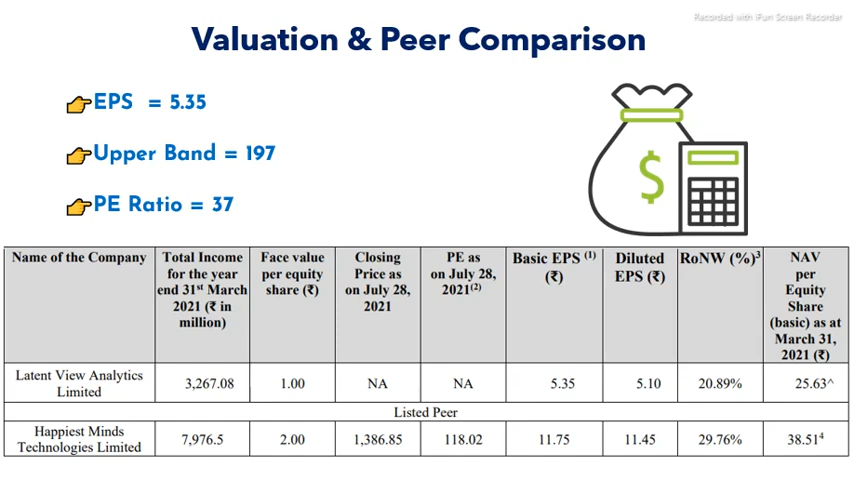 Recorded with iFun Screen Recorder
Valuation & Peer Comparison
EPS = 5.35
Upper Band = 197
PE Ratio = 37
$
Name of the Company | Total Income for the year end 31st March 2021 (₹ in million) | Face value per equity share (₹) | Closing Price as on July 28, 2021 | PE as on July 28, 2021(2) | Basic EPS (1) (₹) | Diluted EPS (₹) | RoNW (%)3 | NAV per Equity Share (basic) as at March 31, 2021 (₹)
Latent View Analytics Limited | 3,267.08 | 1.00 | NA | NA | 5.35 | 5.10 | 20.89% | 25.63^
Listed Peer
Happiest Minds Technologies Limited | 7,976.5 | 2.00 | 1,386.85 | 118.02 | 11.75 | 11.45 | 29.76% | 38.514